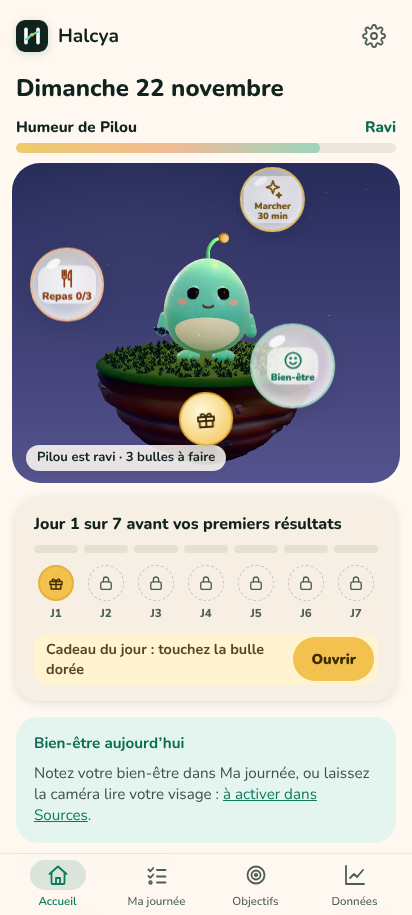 Halcya
Dimanche 22 novembre
Humeur de Pilou
Ravi
Marcher
30 min
Repas 0/3
Bien-être
Pilou est ravi · 3 bulles à faire
Jour 1 sur 7 avant vos premiers résultats
J1 J2 J3 J4 J5 J6 J7
Cadeau du jour : touchez la bulle
dorée
Ouvrir
Bien-être aujourd’hui
Notez votre bien-être dans Ma journée, ou laissez
la caméra lire votre visage : à activer dans
Sources.
Accueil Ma journée Objectifs Données